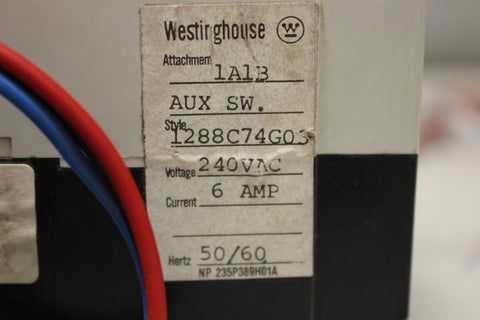 Westinghouse W
Attachment 1A1B
AUX SW.
Style 1288C74G03
Voltage 240VAC
Current 6 AMP
Hertz 50/60
NP 235P389H01A